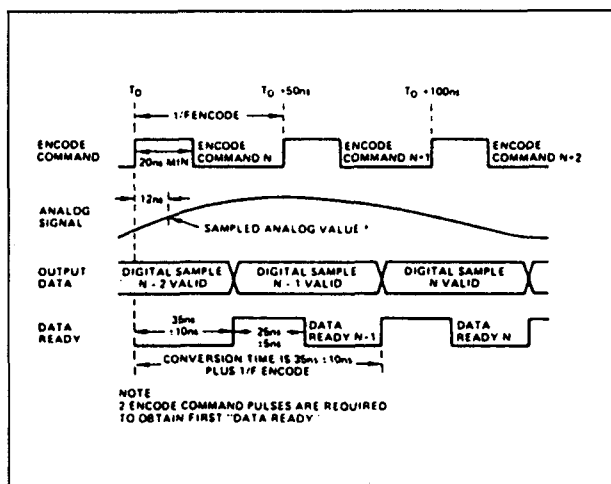 T0 T0 +50ns T0 +100ns
1/FENCODE
ENCODE COMMAND
20ns MIN
ENCODE COMMAND N
ENCODE COMMAND N+1
ENCODE COMMAND N+2
12ns
ANALOG SIGNAL
SAMPLED ANALOG VALUE *
OUTPUT DATA
DIGITAL SAMPLE N - 2 VALID
DIGITAL SAMPLE N - 1 VALID
DIGITAL SAMPLE N VALID
DATA READY
35ns ±10ns
25ns ±5ns
DATA READY N-1
DATA READY N
CONVERSION TIME IS 35ns ±10ns
PLUS 1/F ENCODE
NOTE
2 ENCODE COMMAND PULSES ARE REQUIRED
TO OBTAIN FIRST "DATA READY"